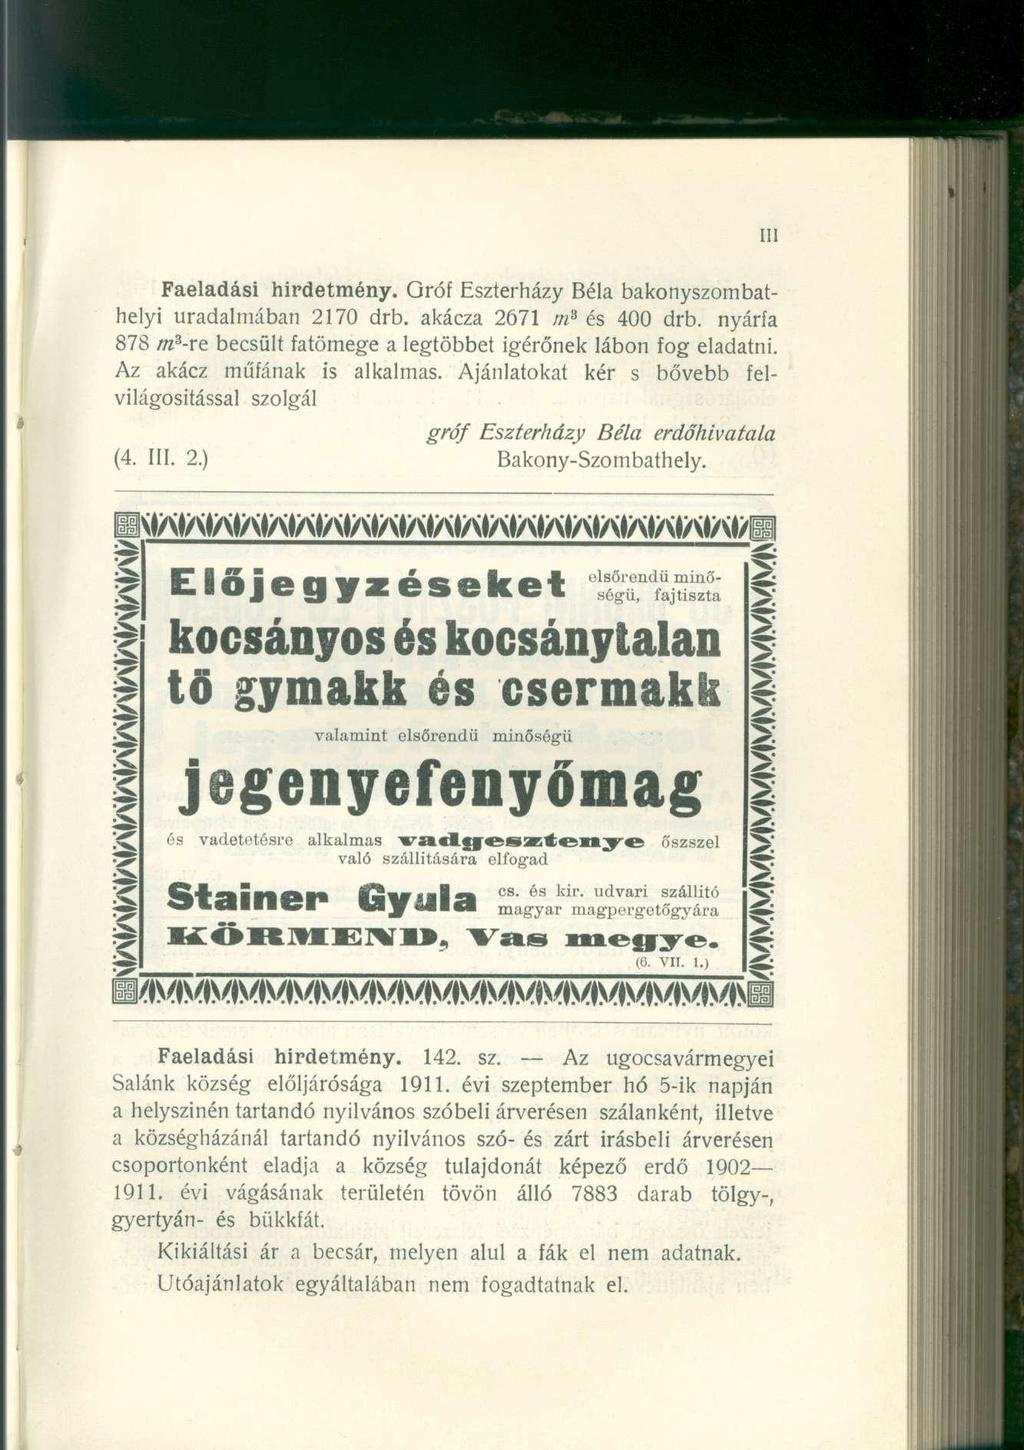 III
Faeladási hirdetmény. Gróf Eszterházy Béla bakonyszombat-
helyi uradalmában 2170 drb. akácza 2671 m³ és 400 drb. nyárfa
878 m³-re becsült fatömege a legtöbbet igérőnek lábon fog eladatni.
Az akácz műfának is alkalmas. Ajánlatokat kér s bővebb fel-
világositással szolgál
gróf Eszterházy Béla erdőhivatala
(4. III. 2.) Bakony-Szombathely.
Előjegyzéseket elsőrendü minő-
ségü, fajtiszta
kocsányos és kocsánytalan
tö gymakk és csermakk
valamint elsőrendü minőségü
jegenyefenyőmag
és vadetetésre alkalmas vadgesztenye őszszel
való szállitására elfogad
Stainer Gyula cs. és kir. udvari szállitó
magyar magpergetőgyára
KÖRMEND, Vas megye.
(6. VII. 1.)
Faeladási hirdetmény. 142. sz. — Az ugocsavármegyei
Salánk község előljárósága 1911. évi szeptember hó 5-ik napján
a helyszinén tartandó nyilvános szóbeli árverésen szálanként, illetve
a községházánál tartandó nyilvános szó- és zárt irásbeli árverésen
csoportonként eladja a község tulajdonát képező erdő 1902—
1911. évi vágásának területén tövön álló 7883 darab tölgy-,
gyertyán- és bükkfát.
Kikiáltási ár a becsár, melyen alul a fák el nem adatnak.
Utóajánlatok egyáltalában nem fogadtatnak el.